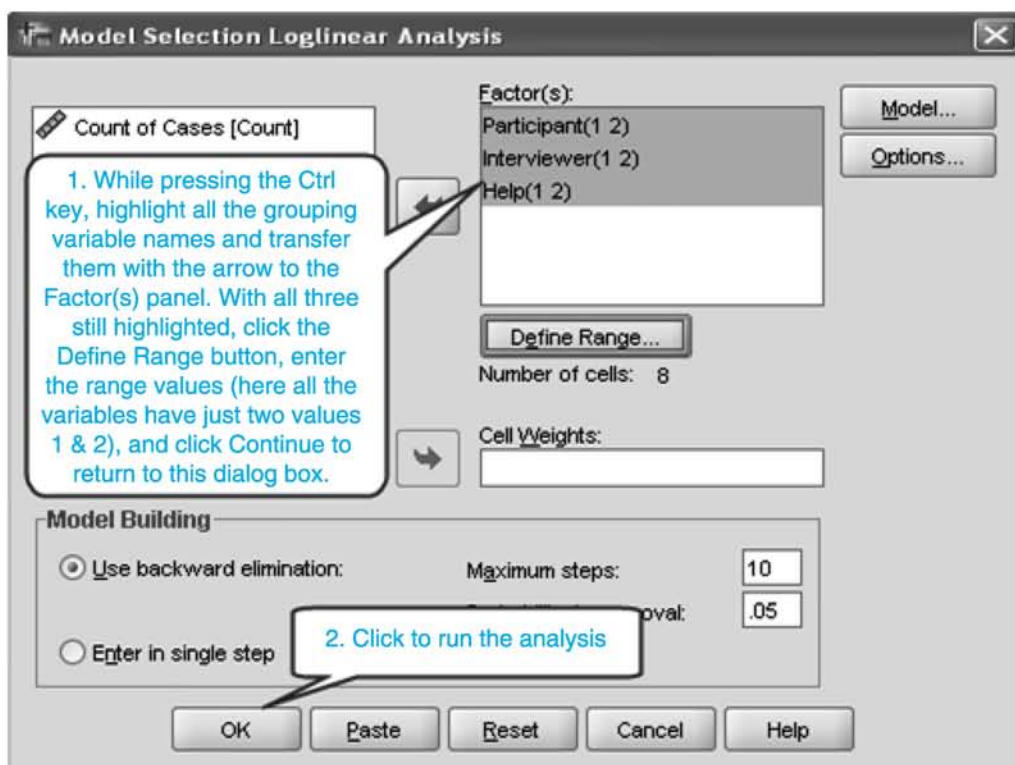 Model Selection Loglinear Analysis
Count of Cases [Count]
Factor(s):
Participant(1 2)
Interviewer(1 2)
Help(1 2)
Model...
Options...
1. While pressing the Ctrl
key, highlight all the grouping
variable names and transfer
them with the arrow to the
Factor(s) panel. With all three
still highlighted, click the
Define Range button, enter
the range values (here all the
variables have just two values
1 & 2), and click Continue to
return to this dialog box.
Define Range...
Number of cells: 8
Cell Weights:
Model Building
Use backward elimination:
Maximum steps: 10
.05
Enter in single step
2. Click to run the analysis
OK
Paste
Reset
Cancel
Help